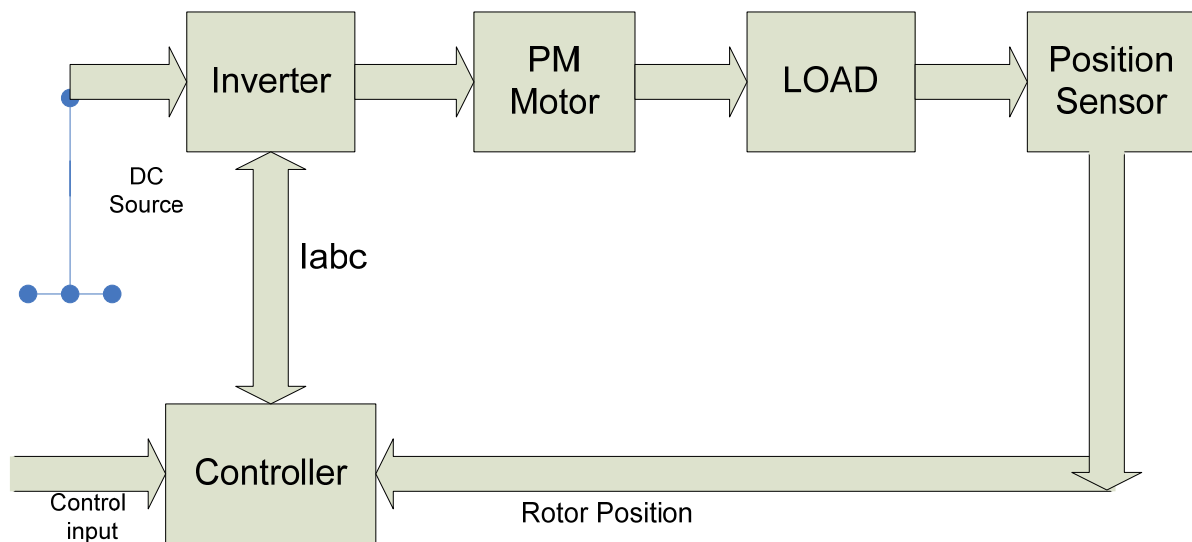 Inverter
PM
Motor
LOAD
Position
Sensor
DC
Source
Iabc
Controller
Control
input
Rotor Position